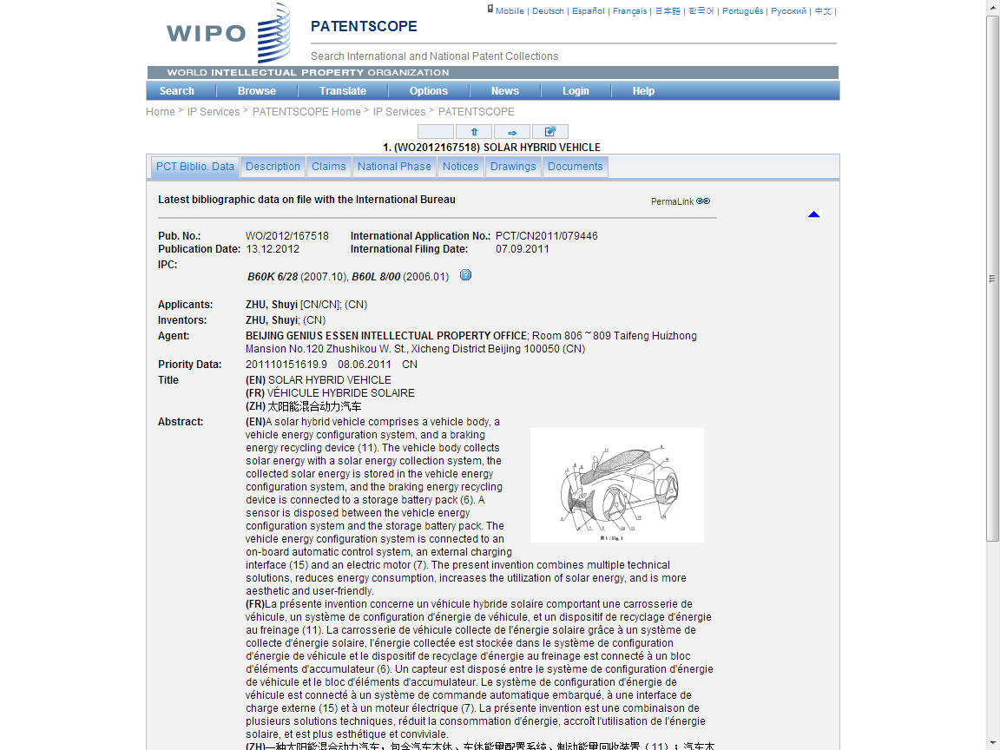 Mobile | Deutsch | Español | Français | 日本語 | 한국어 | Português | Русский | 中文 |
WIPO
PATENTSCOPE
Search International and National Patent Collections
WORLD INTELLECTUAL PROPERTY ORGANIZATION
Search Browse Translate Options News Login Help
Home > IP Services > PATENTSCOPE Home > IP Services > PATENTSCOPE
1. (WO2012167518) SOLAR HYBRID VEHICLE
PCT Biblio. Data Description Claims National Phase Notices Drawings Documents
Latest bibliographic data on file with the International Bureau PermaLink
Pub. No.: WO/2012/167518 International Application No.: PCT/CN2011/079446
Publication Date: 13.12.2012 International Filing Date: 07.09.2011
IPC:
B60K 6/28 (2007.10), B60L 8/00 (2006.01)
Applicants: ZHU, Shuyi [CN/CN]; (CN)
Inventors: ZHU, Shuyi; (CN)
Agent: BEIJING GENIUS ESSEN INTELLECTUAL PROPERTY OFFICE; Room 806~809 Taifeng Huizhong
Mansion No.120 Zhushikou W. St., Xicheng District Beijing 100050 (CN)
Priority Data: 201110151619.9 08.06.2011 CN
Title (EN) SOLAR HYBRID VEHICLE
(FR) VÉHICULE HYBRIDE SOLAIRE
(ZH) 太阳能混合动力汽车
Abstract: (EN)A solar hybrid vehicle comprises a vehicle body, a
vehicle energy configuration system, and a braking
energy recycling device (11). The vehicle body collects
solar energy with a solar energy collection system, the
collected solar energy is stored in the vehicle energy
configuration system, and the braking energy recycling
device is connected to a storage battery pack (6). A
sensor is disposed between the vehicle energy
configuration system and the storage battery pack. The
vehicle energy configuration system is connected to an
on-board automatic control system, an external charging
interface (15) and an electric motor (7). The present invention combines multiple technical
solutions, reduces energy consumption, increases the utilization of solar energy, and is more
aesthetic and user-friendly.
图1 / Fig. 1
(FR)La présente invention concerne un véhicule hybride solaire comportant une carrosserie de
véhicule, un système de configuration d'énergie de véhicule, et un dispositif de recyclage d'énergie
au freinage (11). La carrosserie de véhicule collecte de l'énergie solaire grâce à un système de
collecte d'énergie solaire, l'énergie collectée est stockée dans le système de configuration
d'énergie de véhicule et le dispositif de recyclage d'énergie au freinage est connecté à un bloc
d'éléments d'accumulateur (6). Un capteur est disposé entre le système de configuration d'énergie
de véhicule et le bloc d'éléments d'accumulateur. Le système de configuration d'énergie de
véhicule est connecté à un système de commande automatique embarqué, à une interface de
charge externe (15) et à un moteur électrique (7). La présente invention est une combinaison de
plusieurs solutions techniques, réduit la consommation d'énergie, accroît l'utilisation de l'énergie
solaire, et est plus esthétique et conviviale.
(ZH)一种太阳能混合动力汽车，包含汽车本体、车体能量配置系统、制动能量回收装置（11）；汽车本